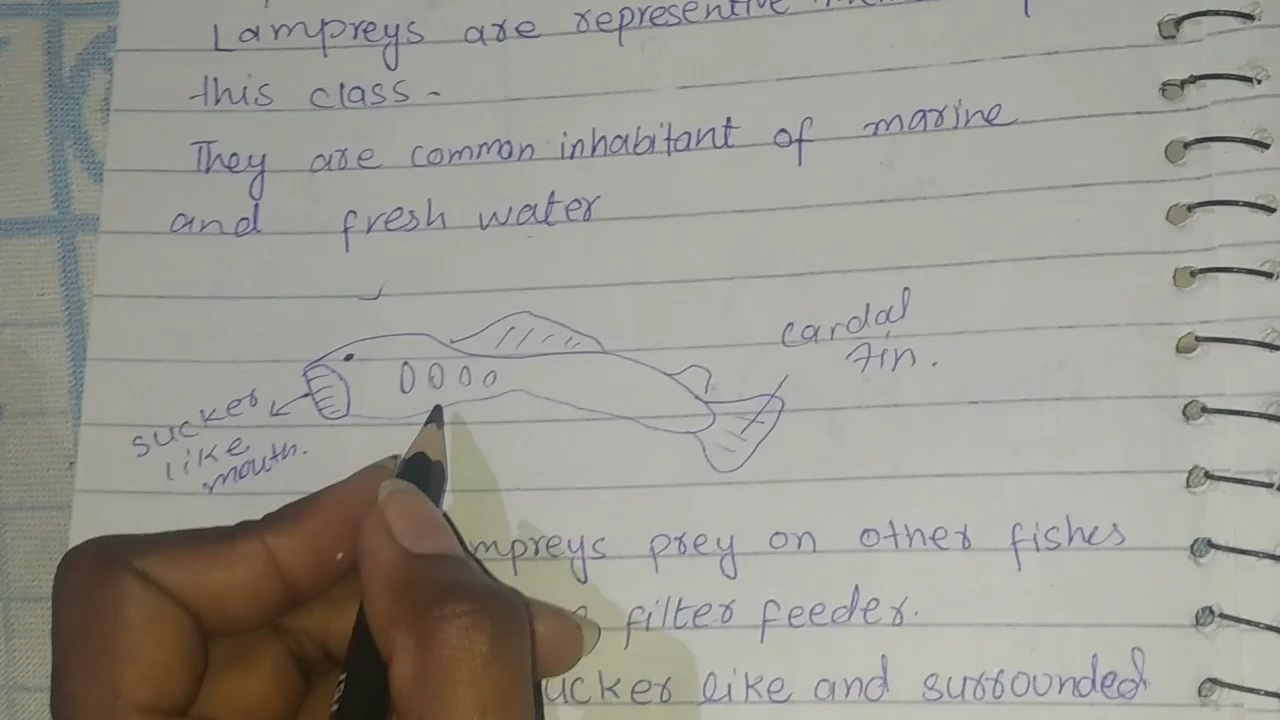 Lampreys are representive
this class.
They are common inhabitant of marine
and fresh water
cardal
fin.
sucker
like
mouth.
mpreys prey on other fishes
filter feeder.
ucker like and surrounded